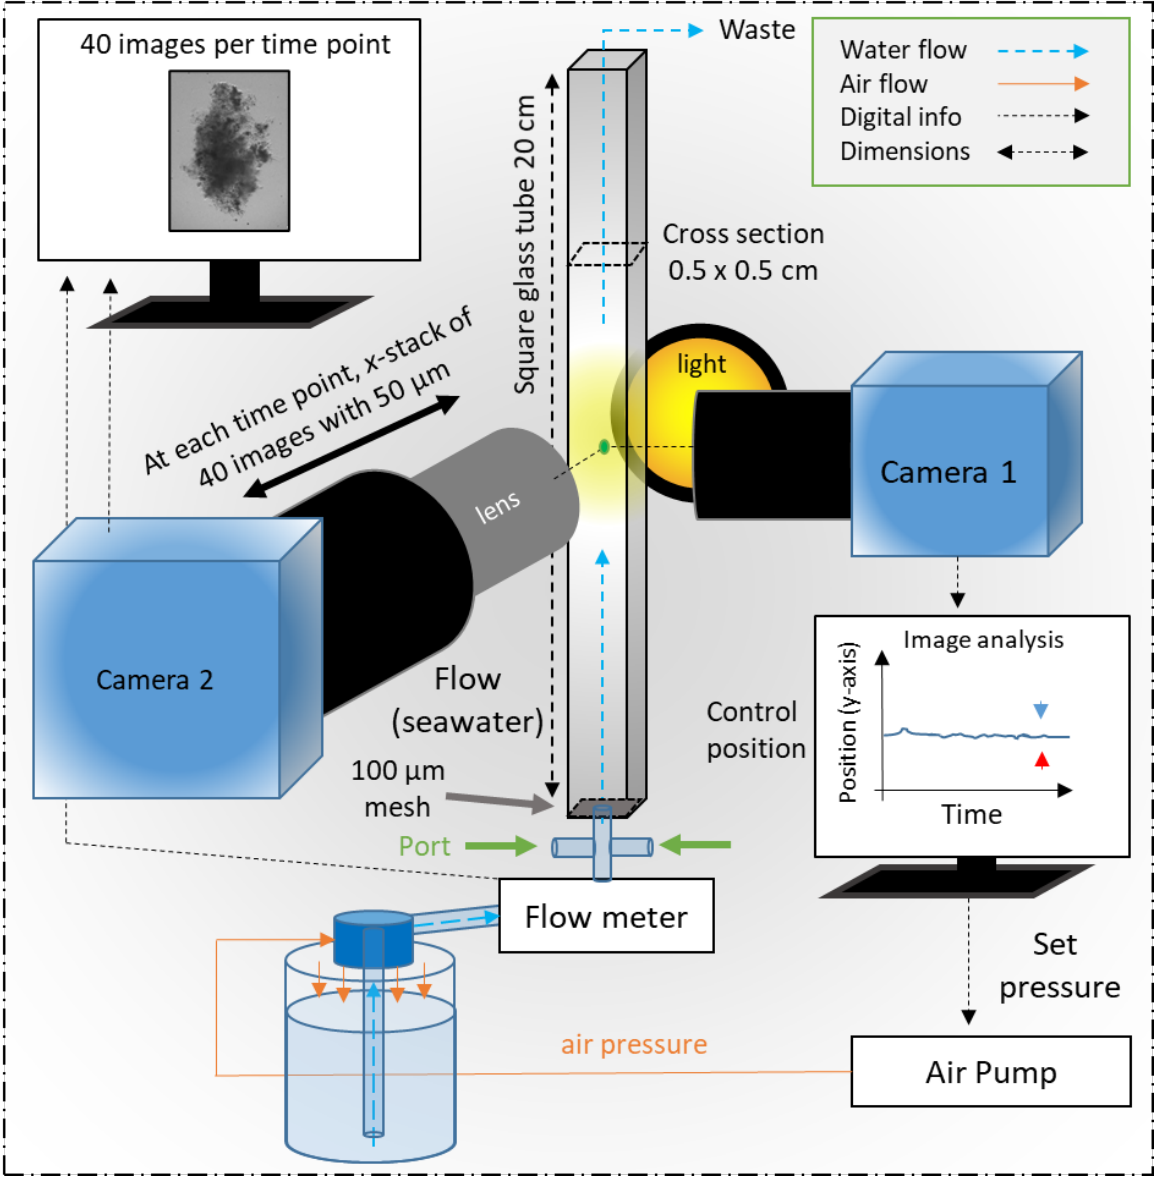 40 images per time point
Waste
Water flow
Air flow
Digital info
Dimensions
Square glass tube 20 cm
Cross section
0.5 x 0.5 cm
At each time point, x-stack of
40 images with 50 µm
light
lens
Camera 1
Camera 2
Flow
(seawater)
100 µm
mesh
Port
Control
position
Image analysis
Position (y-axis)
Time
Flow meter
Set
pressure
air pressure
Air Pump